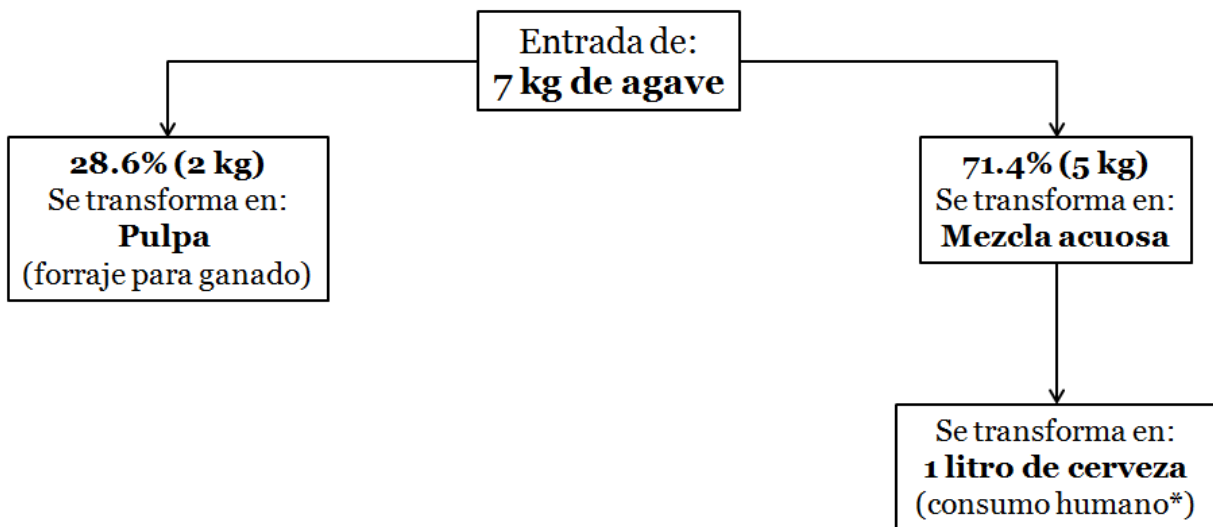 Entrada de:
7 kg de agave
28.6% (2 kg)
Se transforma en:
Pulpa
(forraje para ganado)
71.4% (5 kg)
Se transforma en:
Mezcla acuosa
Se transforma en:
1 litro de cerveza
(consumo humano*)